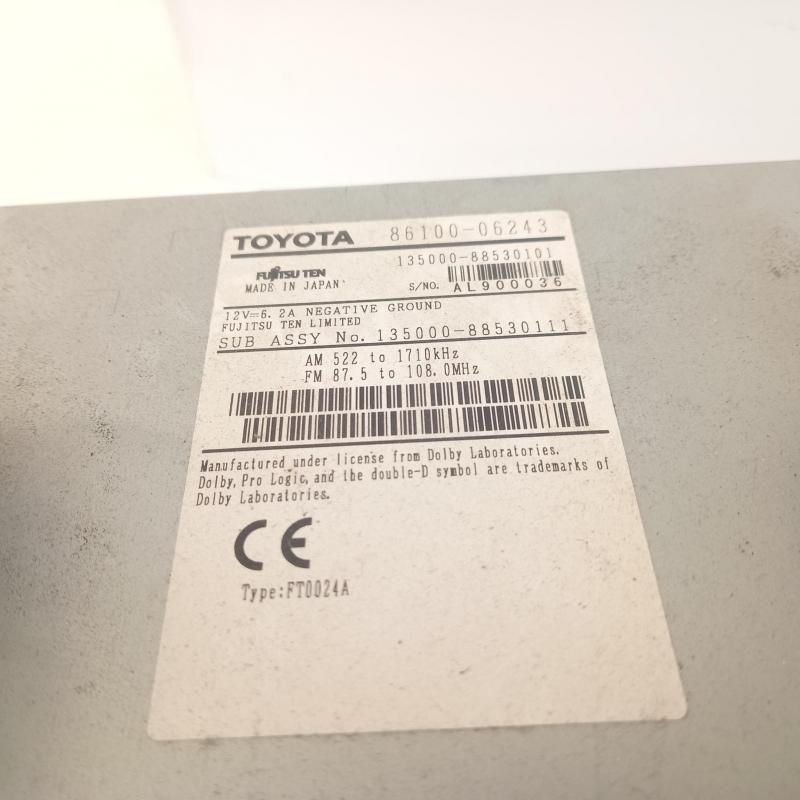 TOYOTA 86100-06243
135000-88530101
FUJITSU TEN
MADE IN JAPAN
S/NO. AL900036
12V=6.2A NEGATIVE GROUND
FUJITSU TEN LIMITED
SUB ASSY No. 135000-88530111
AM 522 to 1710kHz
FM 87.5 to 108.0MHz
Manufactured under license from Dolby Laboratories.
Dolby, Pro Logic, and the double-D symbol are trademarks of
Dolby Laboratories.
CE
Type:FT0024A